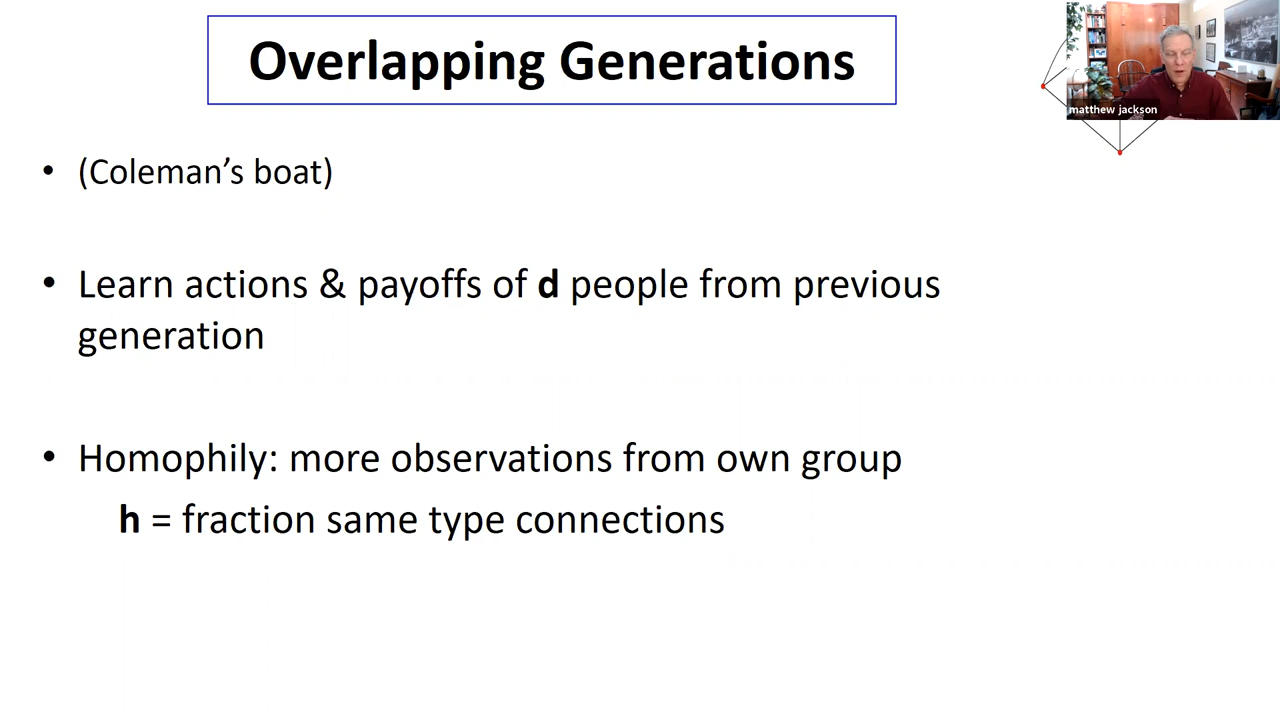 Overlapping Generations
matthew jackson
• (Coleman’s boat)
• Learn actions & payoffs of d people from previous
generation
• Homophily: more observations from own group
h = fraction same type connections